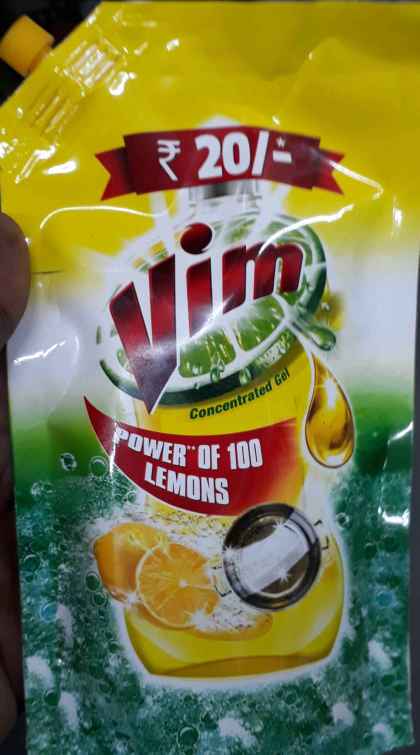 ₹ 20/-*
Vim
Concentrated Gel
POWER** OF 100
LEMONS